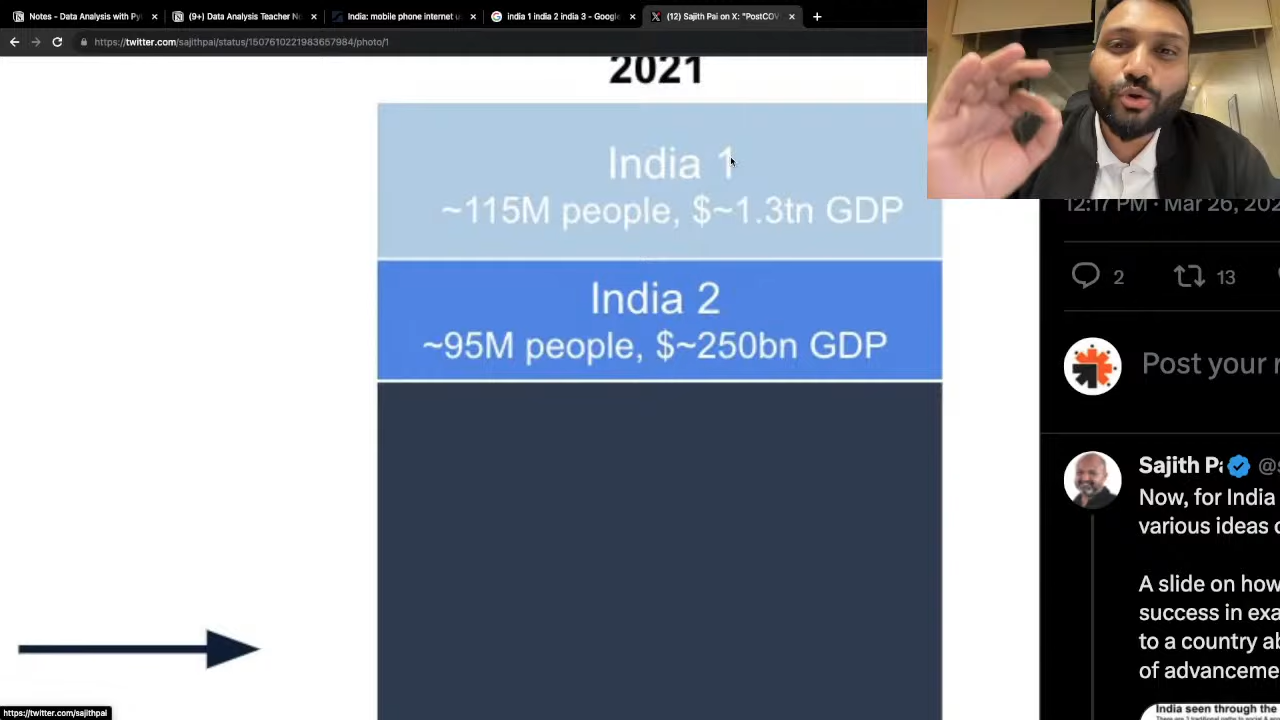 Notes - Data Analysis with Py
(9+) Data Analysis Teacher No
India: mobile phone internet u
india 1 india 2 india 3 - Google
(12) Sajith Pai on X: "PostCOV
https://twitter.com/sajithpai/status/1507610221983657984/photo/1
2021
India 1
~115M people, $~1.3tn GDP
India 2
~95M people, $~250bn GDP
12:17 PM · Mar 26, 202
2 13
Post your r
Sajith Pa @s
Now, for India
various ideas o
A slide on how
success in exa
to a country ab
of advanceme
India seen through the
https://twitter.com/sajithpai